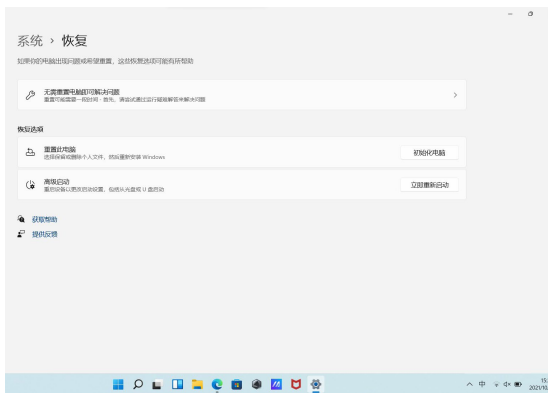 系统 › 恢复
如果你的电脑出现问题或希望重置，这些恢复选项可能有所帮助
无需重置电脑即可解决问题
重置可能需要一段时间 - 首先，请尝试通过运行疑难解答来解决问题
恢复选项
重置此电脑
选择保留或删除个人文件，然后重新安装 Windows
初始化电脑
高级启动
重启设备以更改启动设置，包括从光盘或 U 盘启动
立即重新启动
获取帮助
提供反馈
中
15:
2021/10